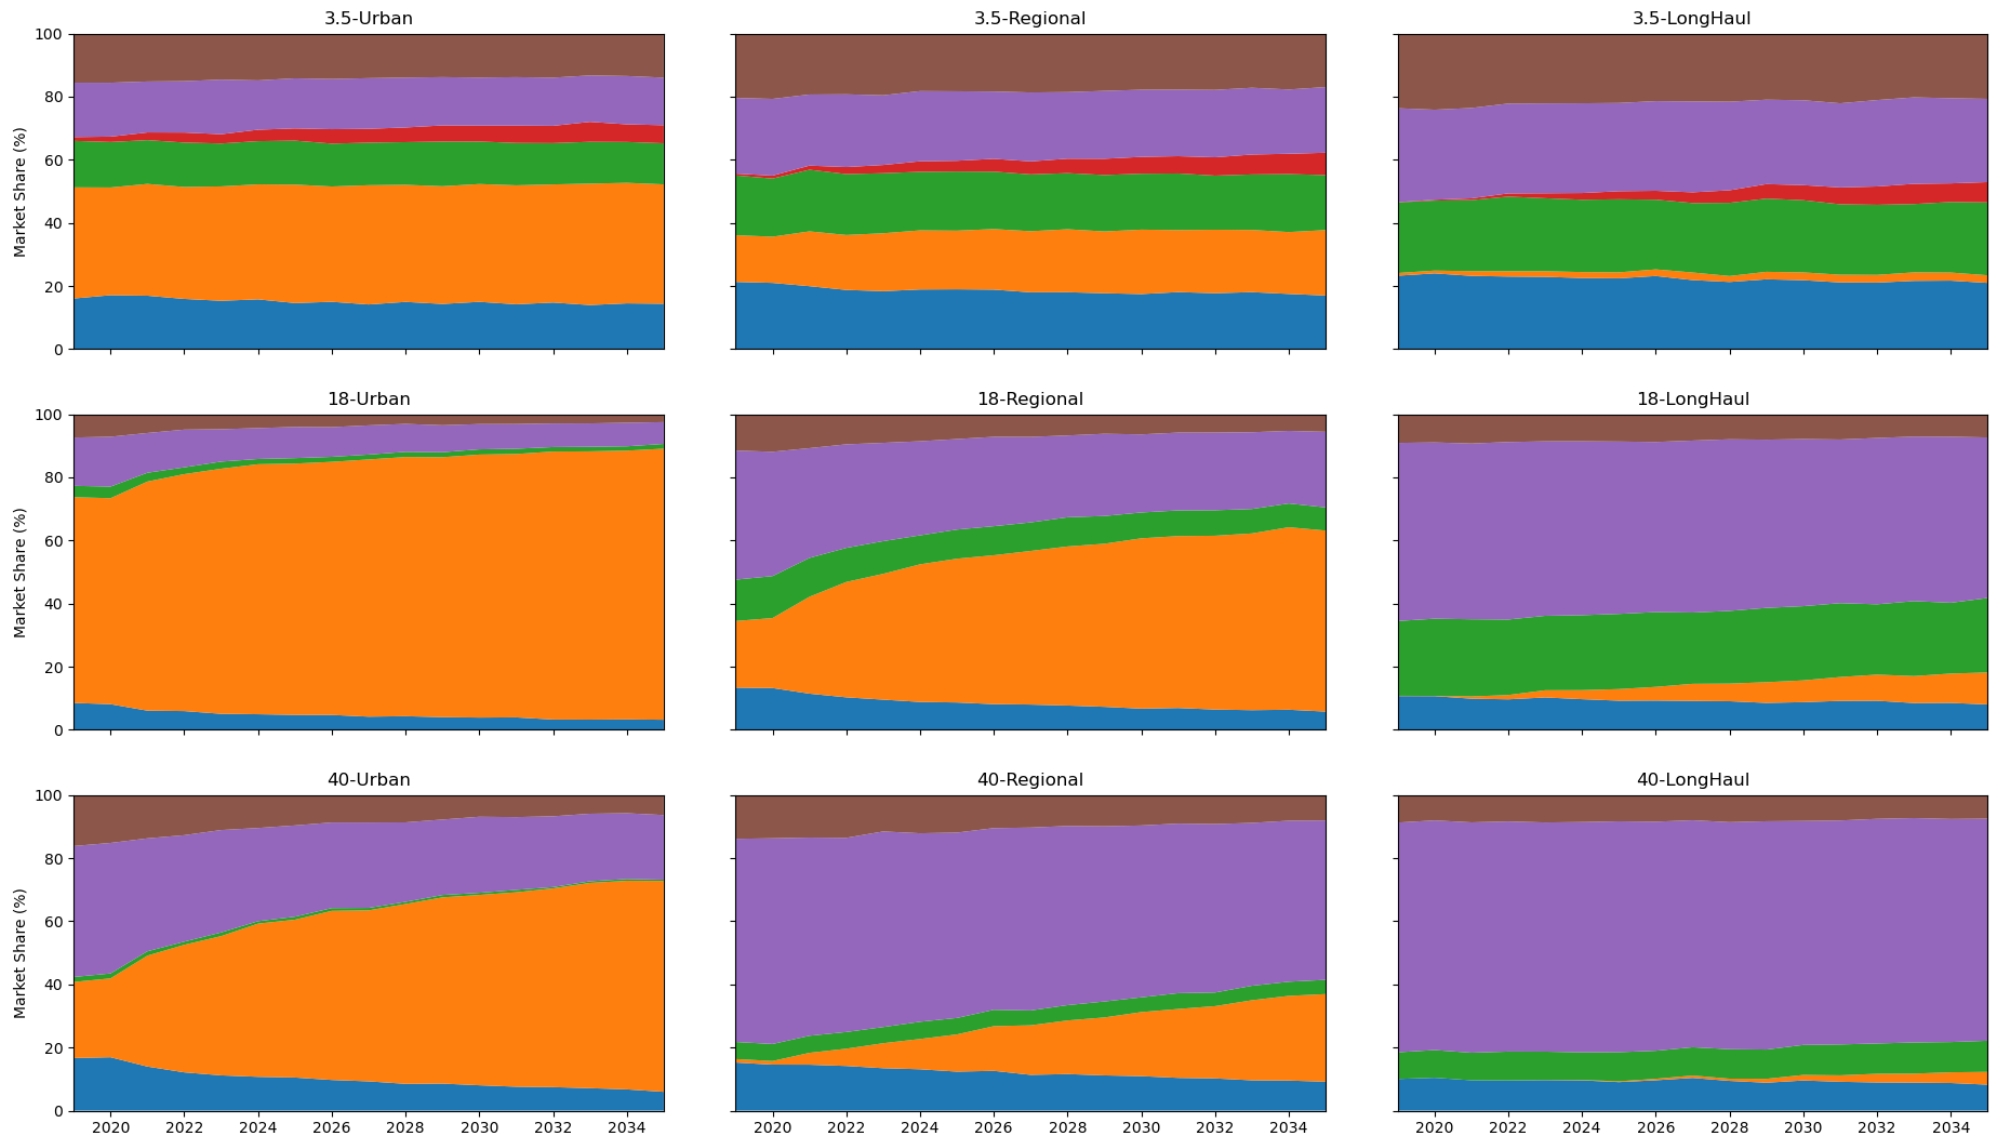 3.5-Urban 3.5-Regional 3.5-LongHaul
100
80
60
40
20
0
Market Share (%)
18-Urban 18-Regional 18-LongHaul
100
80
60
40
20
0
Market Share (%)
40-Urban 40-Regional 40-LongHaul
100
80
60
40
20
0
Market Share (%)
2020 2022 2024 2026 2028 2030 2032 2034 2020 2022 2024 2026 2028 2030 2032 2034 2020 2022 2024 2026 2028 2030 2032 2034